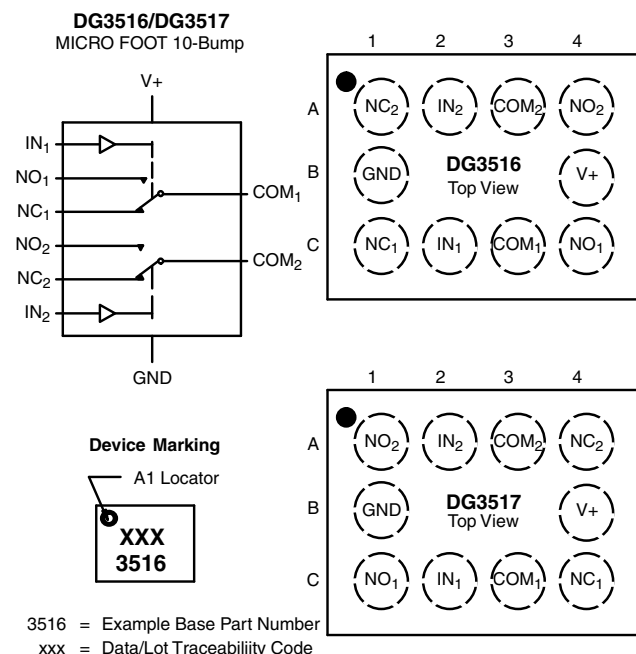 DG3516/DG3517
MICRO FOOT 10-Bump
V+
IN1
NO1
NC1
NO2
NC2
IN2
COM1
COM2
GND
1 2 3 4
A NC2 IN2 COM2 NO2
B GND DG3516 V+
Top View
C NC1 IN1 COM1 NO1
Device Marking
A1 Locator
XXX
3516
3516 = Example Base Part Number
xxx = Data/Lot Traceabiliity Code
1 2 3 4
A NO2 IN2 COM2 NC2
B GND DG3517 V+
Top View
C NO1 IN1 COM1 NC1